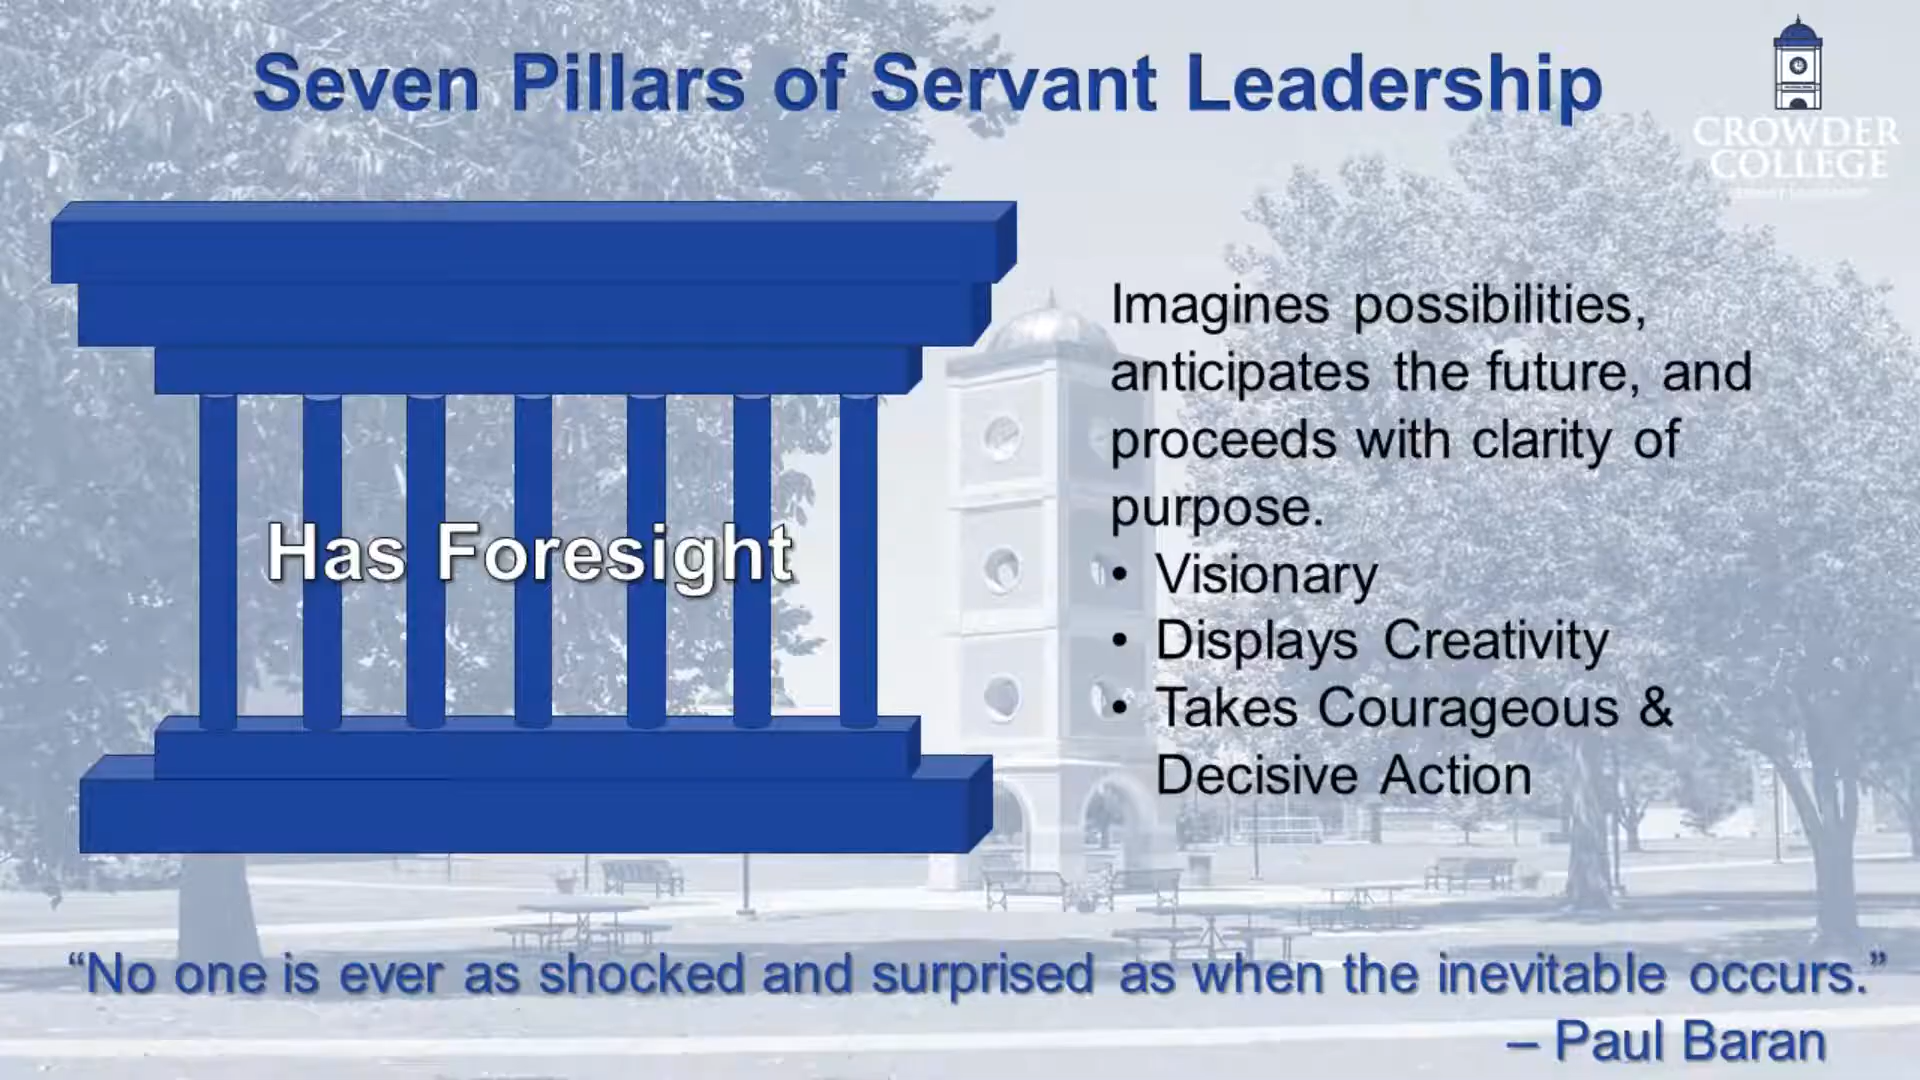 Seven Pillars of Servant Leadership
CROWDER
COLLEGE
Imagines possibilities,
anticipates the future, and
proceeds with clarity of
purpose.
Has Foresight
• Visionary
• Displays Creativity
• Takes Courageous &
Decisive Action
“No one is ever as shocked and surprised as when the inevitable occurs.”
– Paul Baran